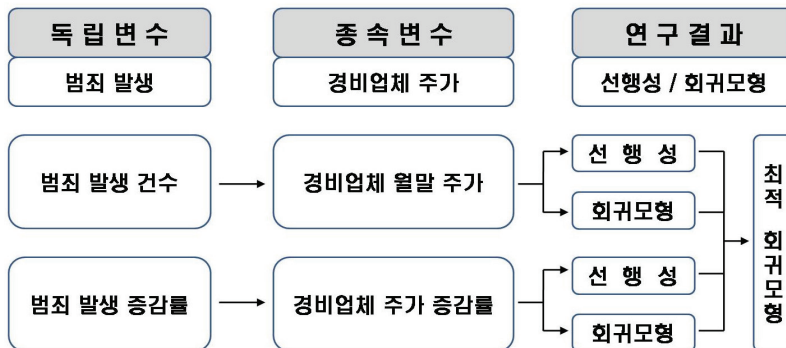 독 립 변 수
종 속 변 수
연 구 결 과
범죄 발생
경비업체 주가
선행성 / 회귀모형
범죄 발생 건수
경비업체 월말 주가
선 행 성
회귀모형
범죄 발생 증감률
경비업체 주가 증감률
선 행 성
회귀모형
최적 회귀모형